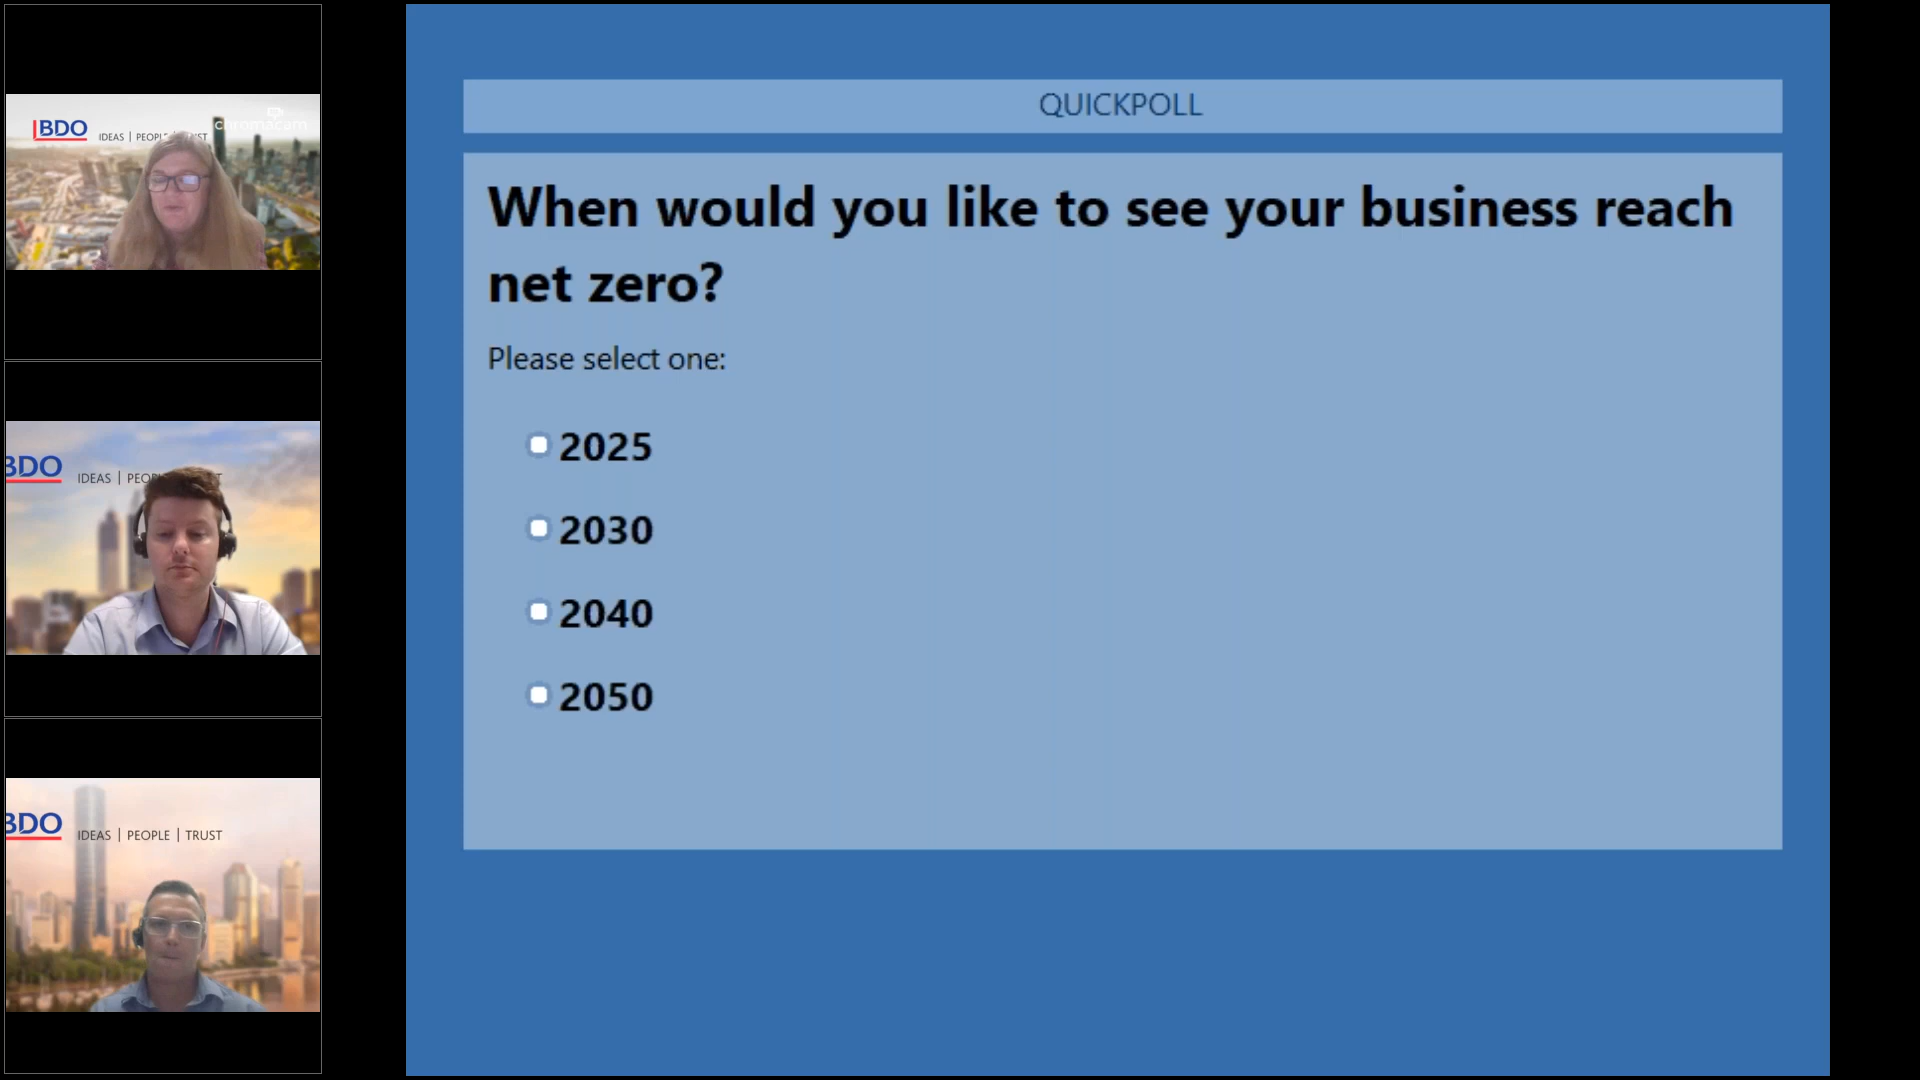 BDO
IDEAS | PEOPLE
chromacam
BDO
IDEAS
BDO
IDEAS | PEOPLE | TRUST
QUICKPOLL
When would you like to see your business reach
net zero?
Please select one:
2025
2030
2040
2050